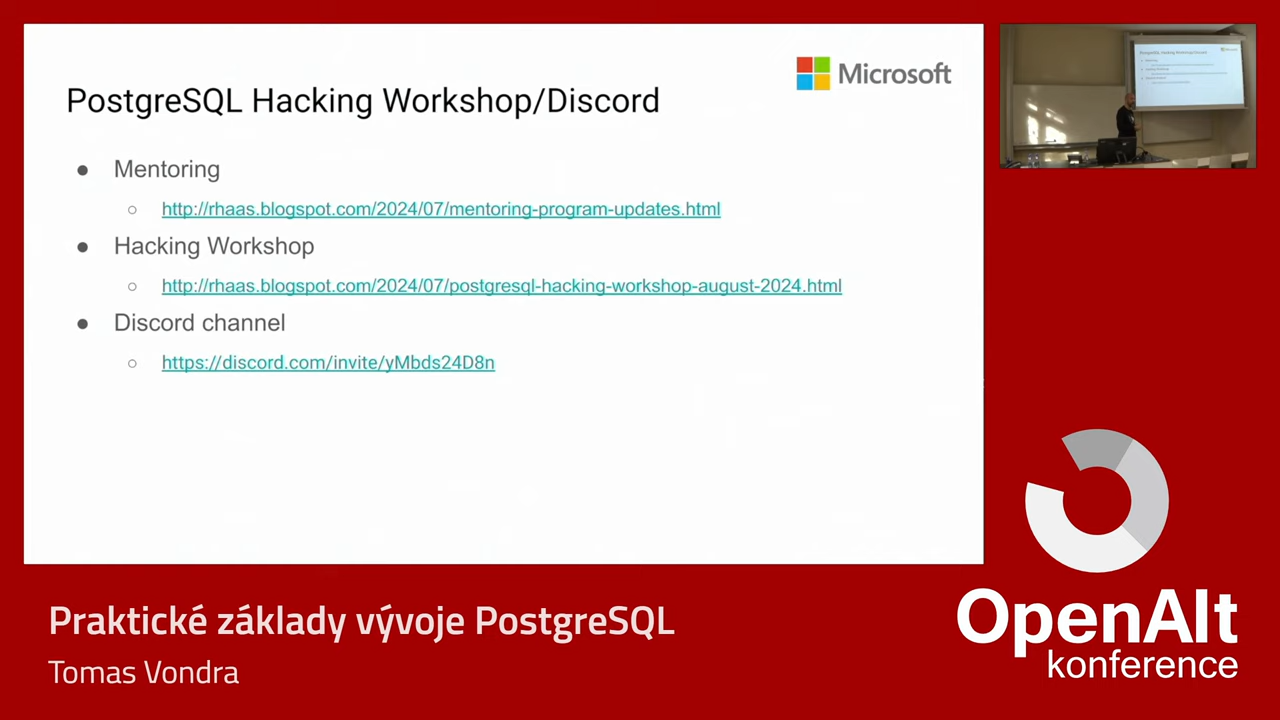 PostgreSQL Hacking Workshop/Discord
Microsoft
● Mentoring
○ http://rhaas.blogspot.com/2024/07/mentoring-program-updates.html
● Hacking Workshop
○ http://rhaas.blogspot.com/2024/07/postgresql-hacking-workshop-august-2024.html
● Discord channel
○ https://discord.com/invite/yMbds24D8n
Praktické základy vývoje PostgreSQL
Tomas Vondra
OpenAlt
konference